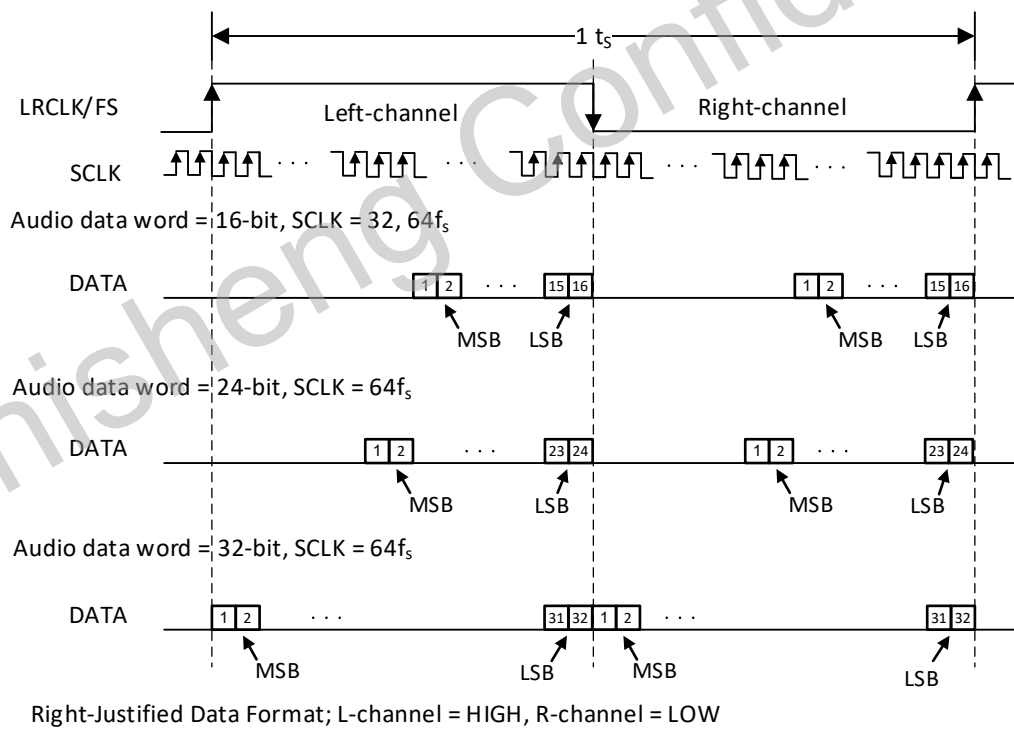 1 tS
LRCLK/FS
Left-channel
Right-channel
SCLK
Audio data word = 16-bit, SCLK = 32, 64fs
DATA
1 2 · · · 15 16 1 2 · · · 15 16
MSB LSB MSB LSB
Audio data word = 24-bit, SCLK = 64fs
DATA
1 2 · · · 23 24 1 2 · · · 23 24
MSB LSB MSB LSB
Audio data word = 32-bit, SCLK = 64fs
DATA
1 2 · · · 31 32 1 2 · · · 31 32
MSB LSB MSB LSB
Right-Justified Data Format; L-channel = HIGH, R-channel = LOW